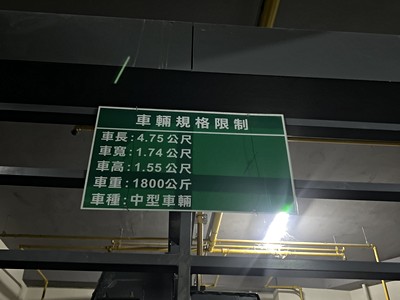 車輛規格限制
車長:4.75公尺
車寬:1.74公尺
車高:1.55公尺
車重:1800公斤
車種:中型車輛